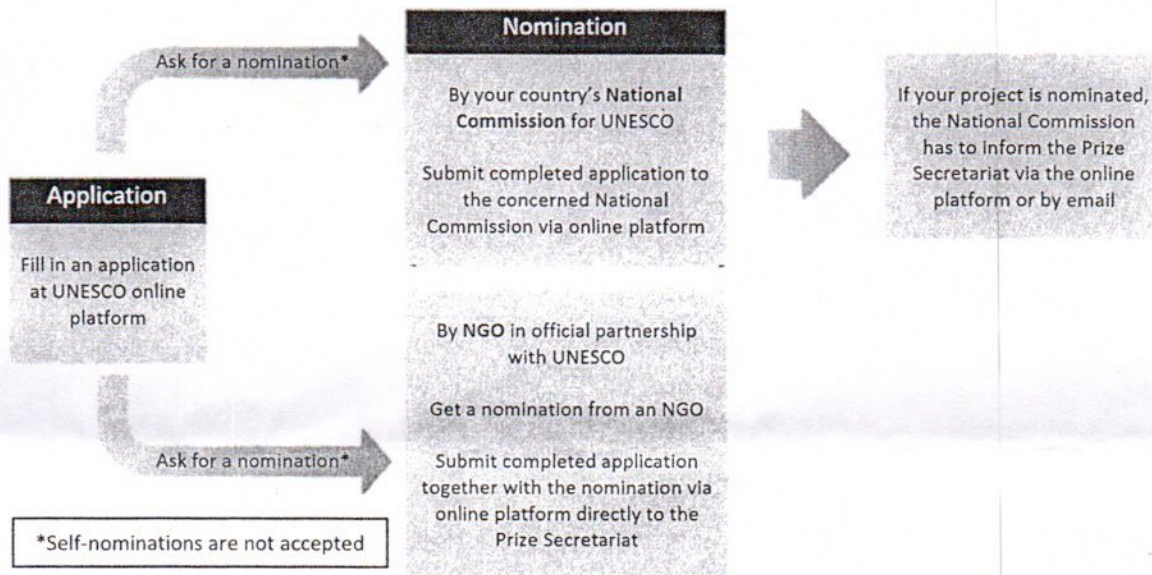 Ask for a nomination*
Application
Fill in an application
at UNESCO online
platform
Ask for a nomination*
*Self-nominations are not accepted
Nomination
By your country's National
Commission for UNESCO
Submit completed application to
the concerned National
Commission via online platform
By NGO in official partnership
with UNESCO
Get a nomination from an NGO
Submit completed application
together with the nomination via
online platform directly to the
Prize Secretariat
If your project is nominated,
the National Commission
has to inform the Prize
Secretariat via the online
platform or by email